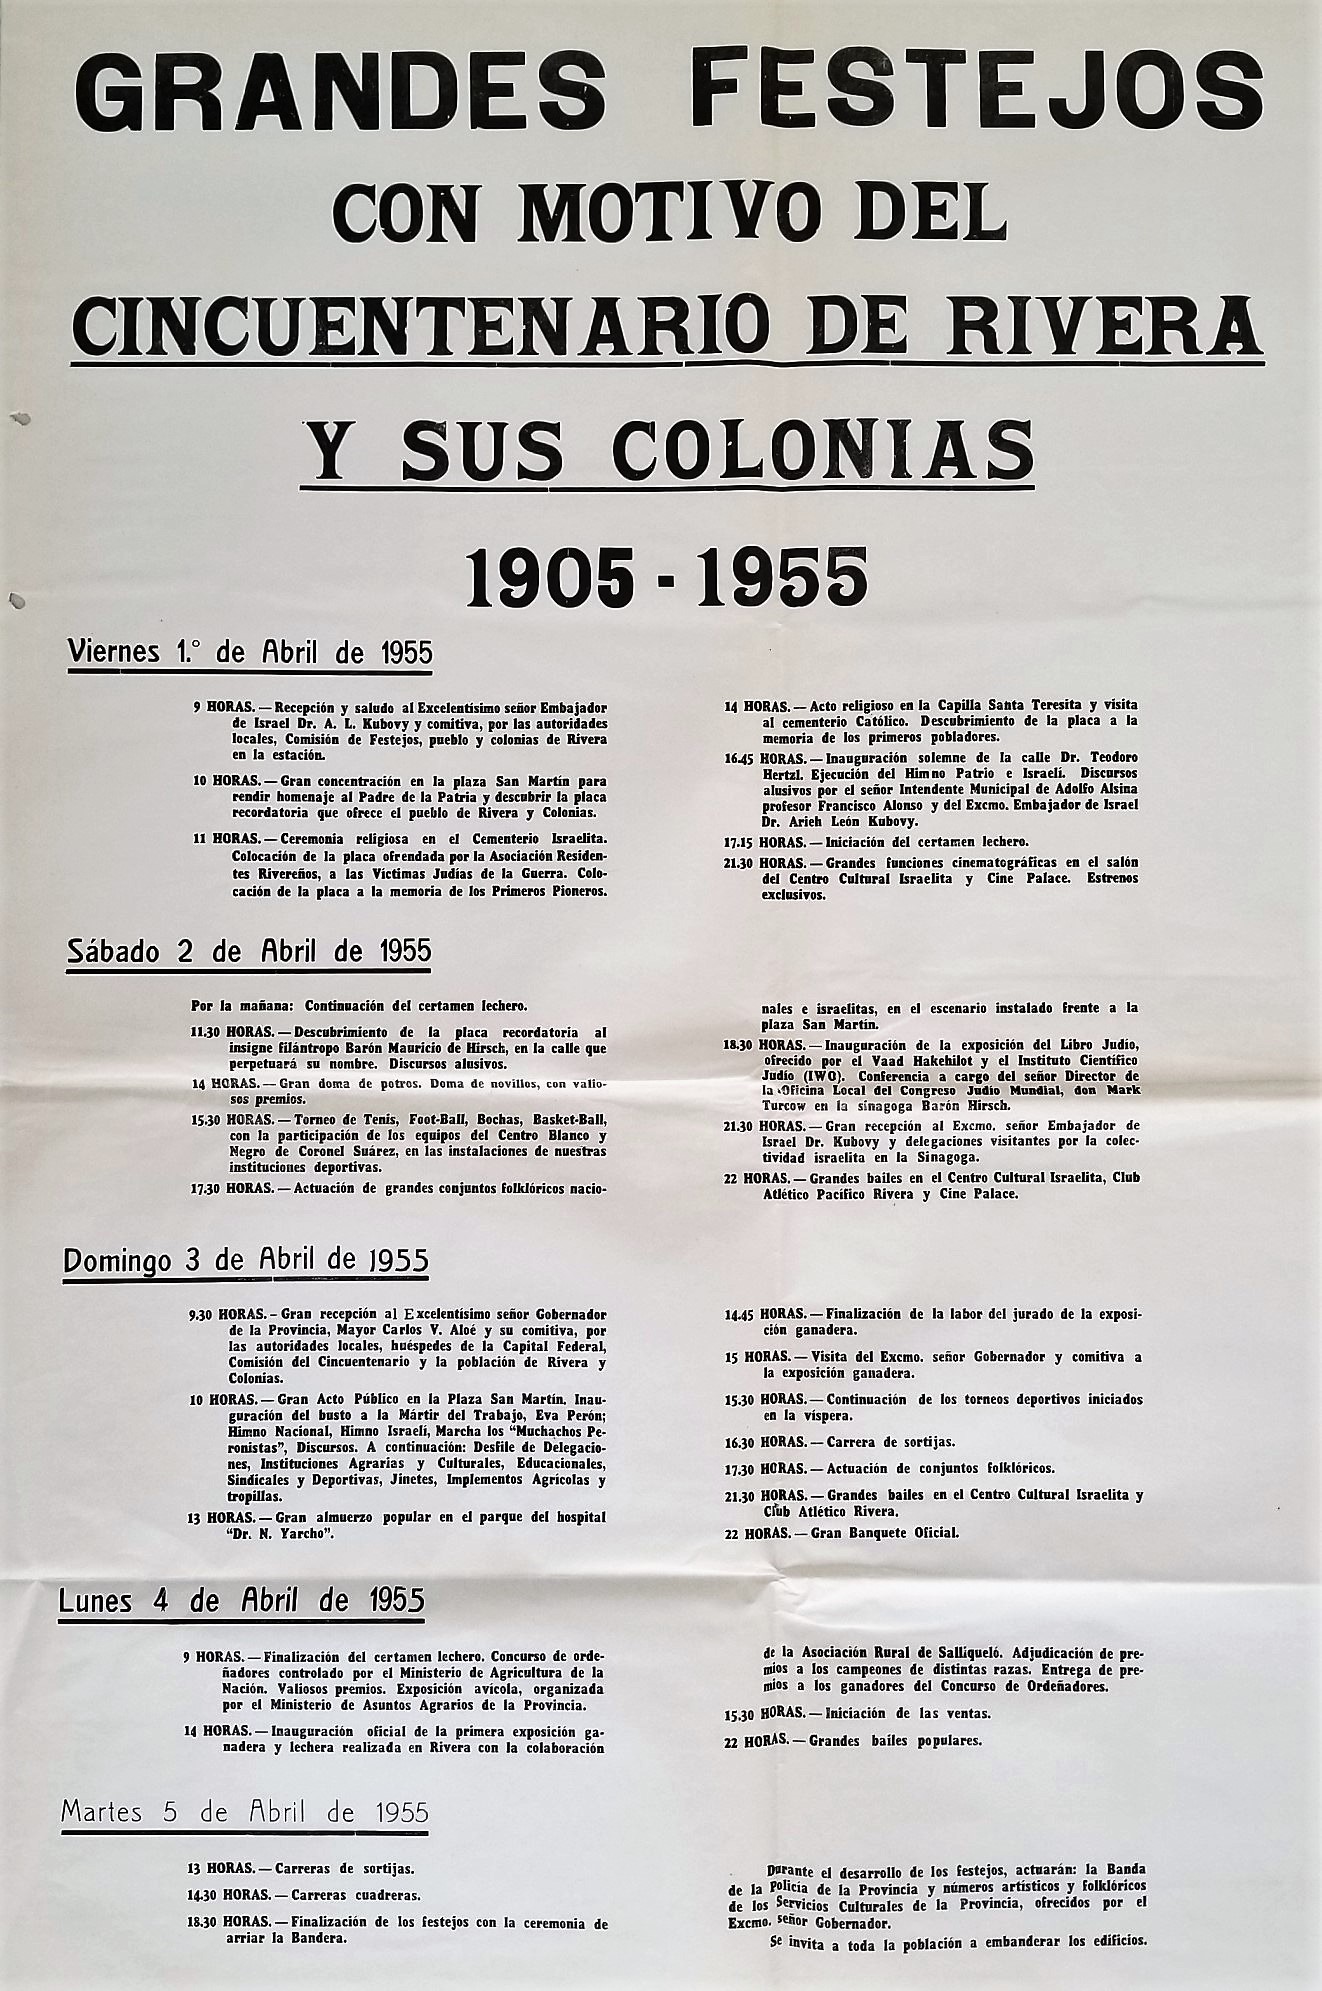 GRANDES FESTEJOS
CON MOTIVO DEL
CINCUENTENARIO DE RIVERA
Y SUS COLONIAS
1905 - 1955
Viernes 1.° de Abril de 1955
9 HORAS. — Recepción y saludo al Excelentísimo señor Embajador
de Israel Dr. A. L. Kubovy y comitiva, por las autoridades
locales, Comisión de Festejos, pueblo y colonias de Rivera
en la estación.
10 HORAS. — Gran concentración en la plaza San Martín para
rendir homenaje al Padre de la Patria y descubrir la placa
recordatoria que ofrece el pueblo de Rivera y Colonias.
11 HORAS. — Ceremonia religiosa en el Cementerio Israelita.
Colocación de la placa ofrendada por la Asociación Residen-
tes Rivereños, a las Víctimas Judías de la Guerra. Colo-
cación de la placa a la memoria de los Primeros Pioneros.
14 HORAS. — Acto religioso en la Capilla Santa Teresita y visita
al cementerio Católico. Descubrimiento de la placa a la
memoria de los primeros pobladores.
16.45 HORAS. — Inauguración solemne de la calle Dr. Teodoro
Hertzl. Ejecución del Himno Patrio e Israelí. Discursos
alusivos por el señor Intendente Municipal de Adolfo Alsina
profesor Francisco Alonso y del Excmo. Embajador de Israel
Dr. Arieh León Kubovy.
17.15 HORAS. — Iniciación del certamen lechero.
21.30 HORAS. — Grandes funciones cinematográficas en el salón
del Centro Cultural Israelita y Cine Palace. Estrenos
exclusivos.
Sábado 2 de Abril de 1955
Por la mañana: Continuación del certamen lechero.
11.30 HORAS. — Descubrimiento de la placa recordatoria al
insigne filántropo Barón Mauricio de Hirsch, en la calle que
perpetuará su nombre. Discursos alusivos.
14 HORAS. — Gran doma de potros. Doma de novillos, con valio-
sos premios.
15.30 HORAS. — Torneo de Tenis, Foot-Ball, Bochas, Basket-Ball,
con la participación de los equipos del Centro Blanco y
Negro de Coronel Suárez, en las instalaciones de nuestras
instituciones deportivas.
17.30 HORAS. — Actuación de grandes conjuntos folklóricos nacio-
nales e israelitas, en el escenario instalado frente a la
plaza San Martín.
18.30 HORAS. — Inauguración de la exposición del Libro Judío,
ofrecido por el Vaad Hakehilot y el Instituto Científico
Judío (IWO). Conferencia a cargo del señor Director de
la Oficina Local del Congreso Judío Mundial, don Mark
Turcow en la sinagoga Barón Hirsch.
21.30 HORAS. — Gran recepción al Excmo. señor Embajador de
Israel Dr. Kubovy y delegaciones visitantes por la colec-
tividad israelita en la Sinagoga.
22 HORAS. — Grandes bailes en el Centro Cultural Israelita, Club
Atlético Pacífico Rivera y Cine Palace.
Domingo 3 de Abril de 1955
9.30 HORAS. - Gran recepción al Excelentísimo señor Gobernador
de la Provincia, Mayor Carlos V. Aloé y su comitiva, por
las autoridades locales, huéspedes de la Capital Federal,
Comisión del Cincuentenario y la población de Rivera y
Colonias.
10 HORAS. — Gran Acto Público en la Plaza San Martín. Inau-
guración del busto a la Mártir del Trabajo, Eva Perón;
Himno Nacional, Himno Israelí, Marcha los "Muchachos Pe-
ronistas", Discursos. A continuación: Desfile de Delegacio-
nes, Instituciones Agrarias y Culturales, Educacionales,
Sindicales y Deportivas, Jinetes, Implementos Agrícolas y
tropillas.
13 HORAS. — Gran almuerzo popular en el parque del hospital
"Dr. N. Yarcho".
14.45 HORAS. — Finalización de la labor del jurado de la exposi-
ción ganadera.
15 HORAS. — Visita del Excmo. señor Gobernador y comitiva a
la exposición ganadera.
15.30 HORAS. — Continuación de los torneos deportivos iniciados
en la víspera.
16.30 HORAS. — Carrera de sortijas.
17.30 HORAS. — Actuación de conjuntos folklóricos.
21.30 HORAS. — Grandes bailes en el Centro Cultural Israelita y
Club Atlético Rivera.
22 HORAS. — Gran Banquete Oficial.
Lunes 4 de Abril de 1955
9 HORAS. — Finalización del certamen lechero. Concurso de orde-
ñadores controlado por el Ministerio de Agricultura de la
Nación. Valiosos premios. Exposición avícola, organizada
por el Ministerio de Asuntos Agrarios de la Provincia.
14 HORAS. — Inauguración oficial de la primera exposición ga-
nadera y lechera realizada en Rivera con la colaboración
de la Asociación Rural de Salliqueló. Adjudicación de pre-
mios a los campeones de distintas razas. Entrega de pre-
mios a los ganadores del Concurso de Ordeñadores.
15.30 HORAS. — Iniciación de las ventas.
22 HORAS. — Grandes bailes populares.
Martes 5 de Abril de 1955
13 HORAS. — Carreras de sortijas.
14.30 HORAS. — Carreras cuadreras.
18.30 HORAS. — Finalización de los festejos con la ceremonia de
arriar la Bandera.
Durante el desarrollo de los festejos, actuarán: la Banda
de la Policía de la Provincia y números artísticos y folklóricos
de los Servicios Culturales de la Provincia, ofrecidos por el
Excmo. señor Gobernador.
Se invita a toda la población a embanderar los edificios.